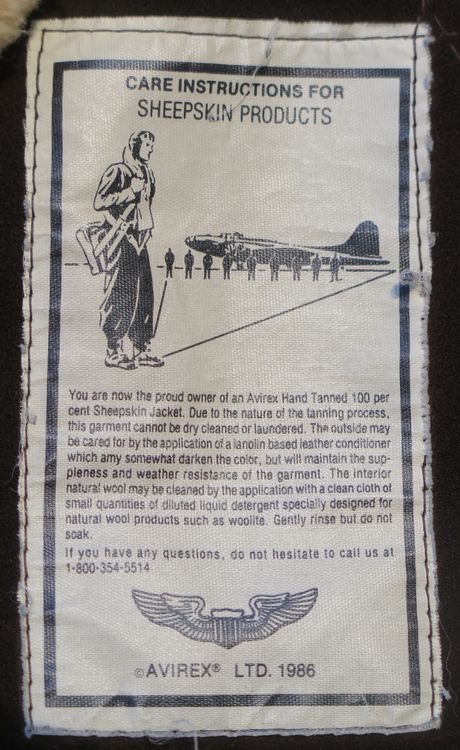 CARE INSTRUCTIONS FOR
SHEEPSKIN PRODUCTS
You are now the proud owner of an Avirex Hand Tanned 100 per
cent Sheepskin Jacket. Due to the nature of the tanning process,
this garment cannot be dry cleaned or laundered. The outside may
be cared for by the application of a lanolin based leather conditioner
which amy somewhat darken the color, but will maintain the sup-
pleness and weather resistance of the garment. The interior
natural wool may be cleaned by the application with a clean cloth of
small quantities of diluted liquid detergent specially designed for
natural wool products such as woolite. Gently rinse but do not
soak.
If you have any questions, do not hesitate to call us at
1-800-354-5514
©AVIREX® LTD. 1986